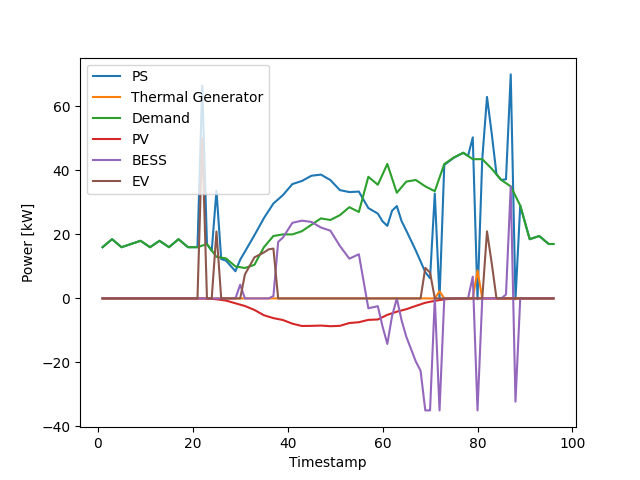 PS
Thermal Generator
Demand
PV
BESS
EV
Power [kW]
60
40
20
0
−20
−40
0 20 40 60 80 100
Timestamp